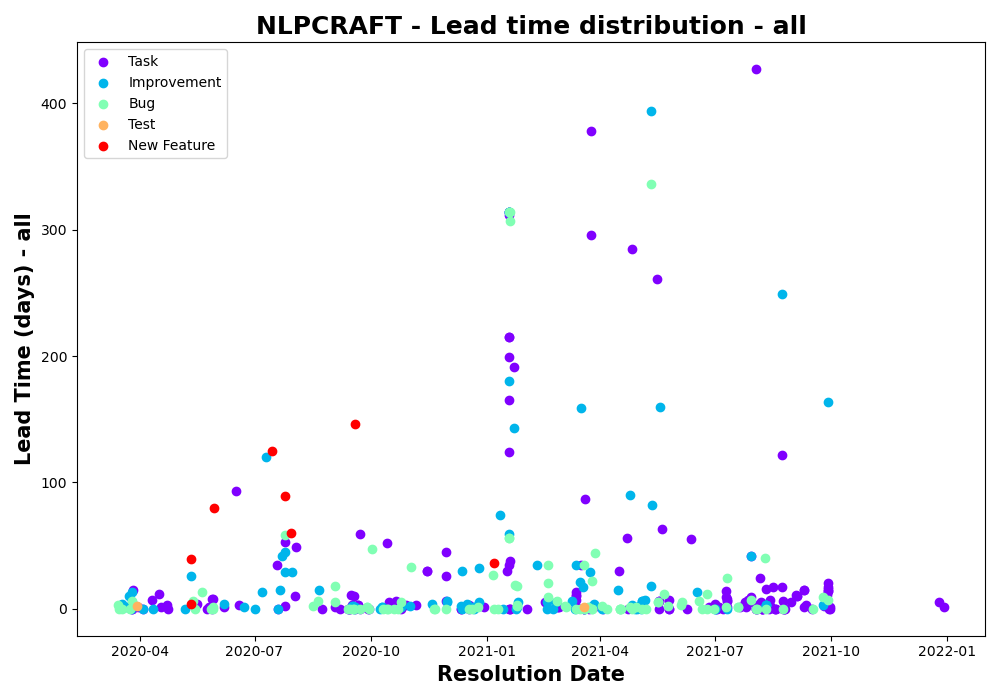 NLPCRAFT - Lead time distribution - all
Task
Improvement
Bug
Test
New Feature
Lead Time (days) - all
400
300
200
100
0
2020-04 2020-07 2020-10 2021-01 2021-04 2021-07 2021-10 2022-01
Resolution Date